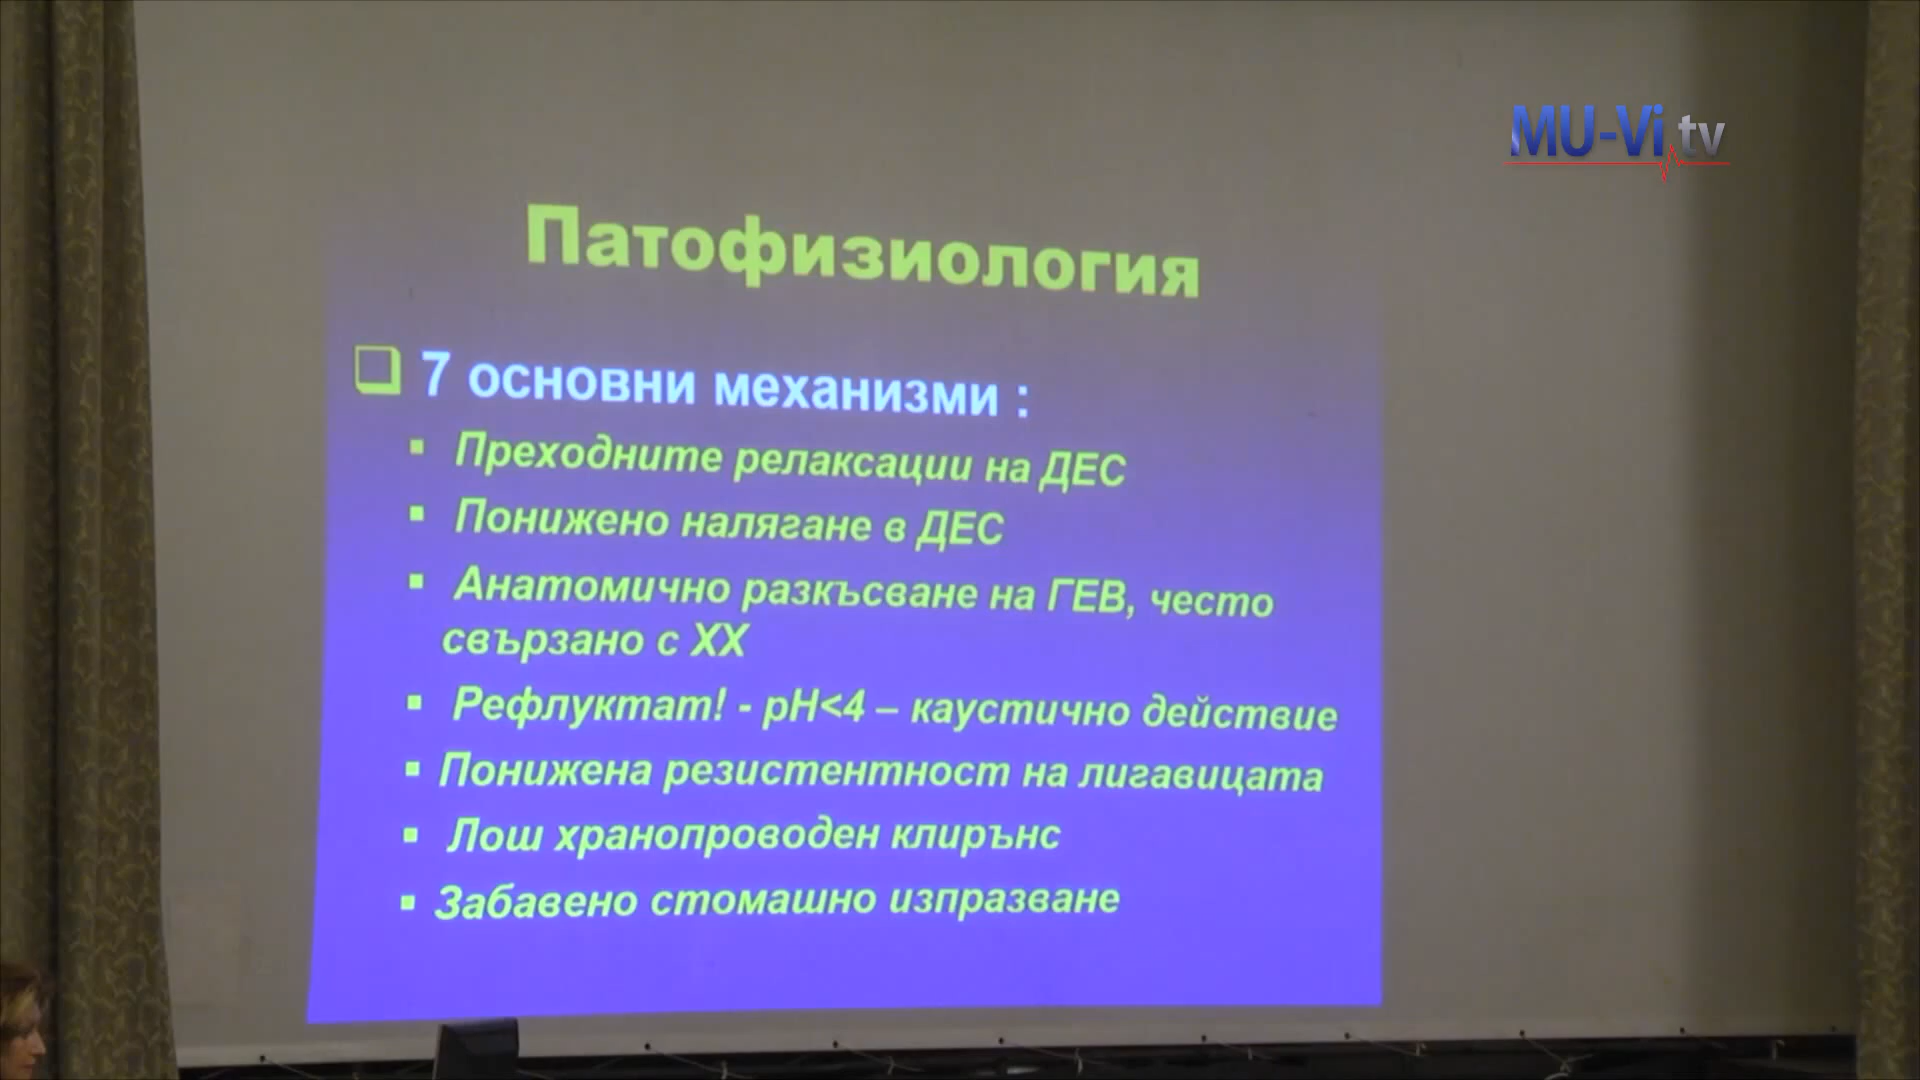 MU-Vi.tv
Патофизиология
7 основни механизми :
Преходните релаксации на ДЕС
Понижено налягане в ДЕС
Анатомично разкъсване на ГЕВ, често
свързано с ХХ
Рефлуктат! - pH<4 – каустично действие
Понижена резистентност на лигавицата
Лош хранопроводен клирънс
Забавено стомашно изпразване